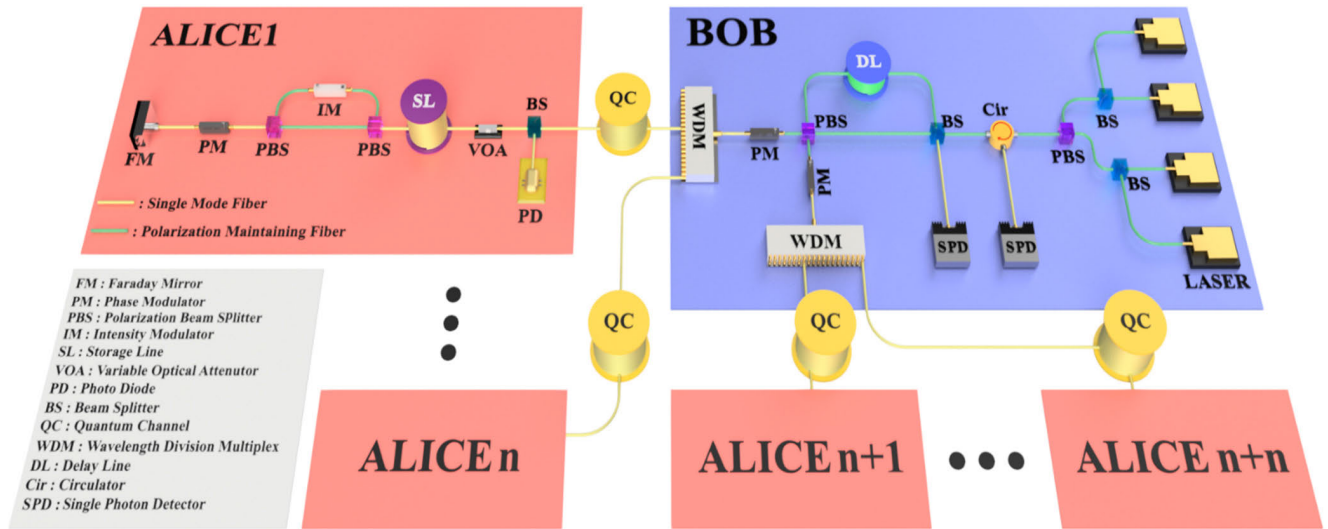 ALICE1
BOB
FM
PM
PBS
IM
PBS
SL
VOA
BS
PD
QC
WDM
PM
PBS
DL
BS
Cir
PBS
BS
BS
PM
WDM
SPD
SPD
LASER
: Single Mode Fiber
: Polarization Maintaining Fiber
FM : Faraday Mirror
PM : Phase Modulator
PBS : Polarization Beam SPlitter
IM : Intensity Modulator
SL : Storage Line
VOA : Variable Optical Attenutor
PD : Photo Diode
BS : Beam Splitter
QC : Quantum Channel
WDM : Wavelength Division Multiplex
DL : Delay Line
Cir : Circulator
SPD : Single Photon Detector
QC
QC
QC
ALICE n
ALICE n+1
ALICE n+n